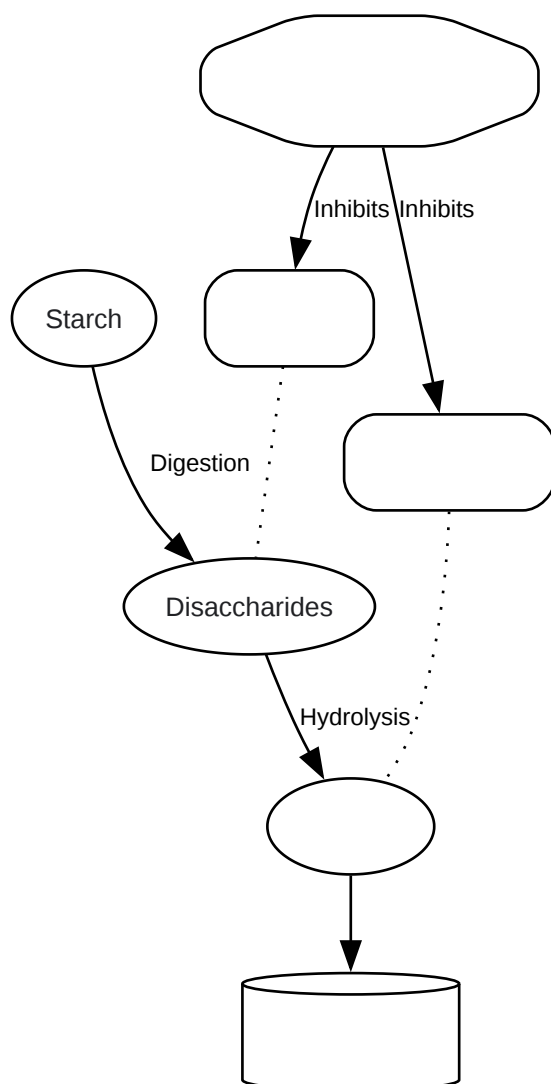 Inhibits
Inhibits
Starch
Digestion
Disaccharides
Hydrolysis